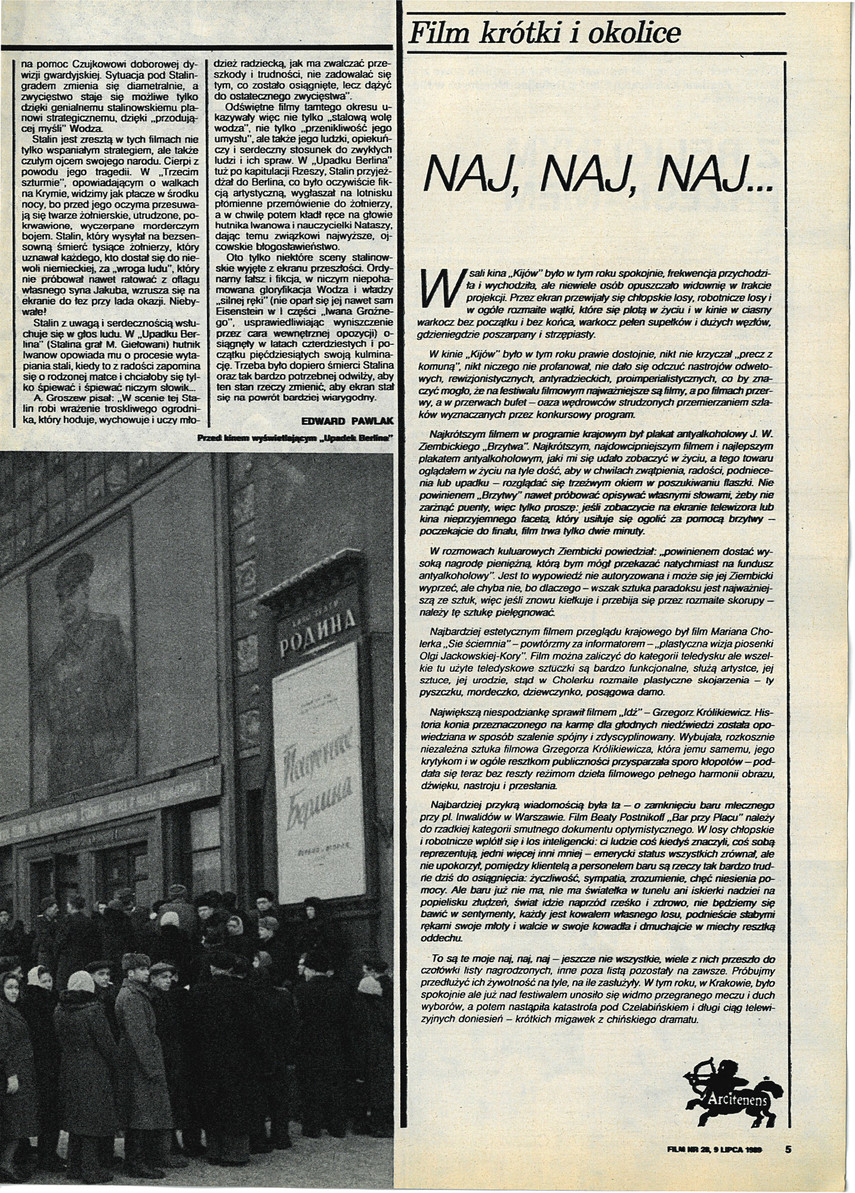 na pomoc Czujkowowi doborowej dy-
wizji gwardyjskiej. Sytuacja pod Stalin-
gradem zmienia się diametralnie, a
zwycięstwo staje się możliwe tylko
dzięki genialnemu stalinowskiemu pla-
nowi strategicznemu, dzięki „przodują-
cej myśli" Wodza.
Stalin jest zresztą w tych filmach nie
tylko wspaniałym strategiem, ale także
czułym ojcem swojego narodu. Cierpi z
powodu jego tragedii. W „Trzecim
szturmie", opowiadającym o walkach
na Krymie, widzimy jak płacze w środku
nocy, bo przed jego oczyma przesuwa-
ją się twarze żołnierskie, utrudzone, po-
krwawione, wyczerpane morderczym
bojem. Stalin, który wysyłał na bezsen-
sowną śmierć tysiące żołnierzy, który
uznawał każdego, kto dostał się do nie-
woli niemieckiej, za „wroga ludu", który
nie próbował nawet ratować z oflagu
własnego syna Jakuba, wzrusza się na
ekranie do łez przy lada okazji. Nieby-
wałe!
Stalin z uwagą i serdecznością wsłu-
chuje się w głos ludu. W „Upadku Ber-
lina" (Stalina grał M. Giełowani) hutnik
Iwanow opowiada mu o procesie wyta-
piania stali, kiedy to z radości zapomina
się o rodzonej matce i chciałoby się tyl-
ko śpiewać i śpiewać niczym słowik...
A. Groszew pisał: „W scenie tej Sta-
lin robi wrażenie troskliwego ogrodni-
ka, który hoduje, wychowuje i uczy mło-
dzież radziecką, jak ma zwalczać prze-
szkody i trudności, nie zadowalać się
tym, co zostało osiągnięte, lecz dążyć
do ostatecznego zwycięstwa".
Odświętne filmy tamtego okresu u-
kazywały więc nie tylko „stalową wolę
wodza", nie tylko „przenikliwość jego
umysłu", ale także jego ludzki, opiekuń-
czy i serdeczny stosunek do zwykłych
ludzi i ich spraw. W „Upadku Berlina"
tuż po kapitulacji Rzeszy, Stalin przyjeż-
dżał do Berlina, co było oczywiście fik-
cją artystyczną, wygłaszał na lotnisku
płomienne przemówienie do żołnierzy,
a w chwilę potem kładł ręce na głowie
hutnika Iwanowa i nauczycielki Nataszy,
dając temu związkowi najwyższe, oj-
cowskie błogosławieństwo.
Oto tylko niektóre sceny stalinow-
skie wyjęte z ekranu przeszłości. Ordy-
narny fałsz i fikcja, w niczym niepoha-
mowana gloryfikacja Wodza i władzy
„silnej ręki" (nie oparł się jej nawet sam
Eisenstein w I części „Iwana Groźne-
go", usprawiedliwiając wyniszczenie
przez cara wewnętrznej opozycji) o-
siągnęły w latach czterdziestych i po-
czątku pięćdziesiątych swoją kulmina-
cję. Trzeba było dopiero śmierci Stalina
oraz tak bardzo potrzebnej odwilży, aby
ten stan rzeczy zmienić, aby ekran stał
się na powrót bardziej wiarygodny.
EDWARD PAWLAK
Przed kinem wyświetlającym „Upadek Berlina"
РОДИНА
Падение
Берлина
Film krótki i okolice
NAJ, NAJ, NAJ...
W sali kina „Kijów" było w tym roku spokojnie, frekwencja przychodzi-
ła i wychodziła, ale niewiele osób opuszczało widownię w trakcie
projekcji. Przez ekran przewijały się chłopskie losy, robotnicze losy i
w ogóle rozmaite wątki, które się plotą w życiu i w kinie w ciasny
warkocz bez początku i bez końca, warkocz pełen supełków i dużych węzłów,
gdzieniegdzie poszarpany i strzępiasty.
W kinie „Kijów" było w tym roku prawie dostojnie, nikt nie krzyczał „precz z
komuną", nikt niczego nie profanował, nie dało się odczuć nastrojów odweto-
wych, rewizjonistycznych, antyradzieckich, proimperialistycznych, co by zna-
czyć mogło, że na festiwalu filmowym najważniejsze są filmy, a po filmach przer-
wy, a w przerwach bufet – oaza wędrowców strudzonych przemierzaniem szla-
ków wyznaczanych przez konkursowy program.
Najkrótszym filmem w programie krajowym był plakat antyalkoholowy J. W.
Ziembickiego „Brzytwa". Najkrótszym, najdowcipniejszym filmem i najlepszym
plakatem antyalkoholowym, jaki mi się udało zobaczyć w życiu, a tego towaru
oglądałem w życiu na tyle dość, aby w chwilach zwątpienia, radości, podniece-
nia lub upadku – rozglądać się trzeźwym okiem w poszukiwaniu flaszki. Nie
powinienem „Brzytwy" nawet próbować opisywać własnymi słowami, żeby nie
zarżnąć puenty, więc tylko proszę: jeśli zobaczycie na ekranie telewizora lub
kina nieprzyjemnego faceta, który usiłuje się ogolić za pomocą brzytwy –
poczekajcie do finału, film trwa tylko dwie minuty.
W rozmowach kuluarowych Ziembicki powiedział: „powinienem dostać wy-
soką nagrodę pieniężną, którą bym mógł przekazać natychmiast na fundusz
antyalkoholowy". Jest to wypowiedź nie autoryzowana i może się jej Ziembicki
wyprzeć, ale chyba nie, bo dlaczego – wszak sztuka paradoksu jest najważniej-
szą ze sztuk, więc jeśli znowu kiełkuje i przebija się przez rozmaite skorupy –
należy tę sztukę pielęgnować.
Najbardziej estetycznym filmem przeglądu krajowego był film Mariana Cho-
lerka „Sie ściemnia" – powtórzmy za informatorem – „plastyczna wizja piosenki
Olgi Jackowskiej-Kory". Film można zaliczyć do kategorii teledysku ale wszel-
kie tu użyte teledyskowe sztuczki są bardzo funkcjonalne, służą artystce, jej
sztuce, jej urodzie, stąd w Cholerku rozmaite plastyczne skojarzenia – ty
pyszczku, mordeczko, dziewczynko, posągowa damo.
Największą niespodziankę sprawił filmem „Idź" – Grzegorz Królikiewicz. His-
toria konia przeznaczonego na karmę dla głodnych niedźwiedzi została opo-
wiedziana w sposób szalenie spójny i zdyscyplinowany. Wybujała, rozkosznie
niezależna sztuka filmowa Grzegorza Królikiewicza, która jemu samemu, jego
krytykom i w ogóle resztkom publiczności przysparzała sporo kłopotów – pod-
dała się teraz bez reszty reżimom dzieła filmowego pełnego harmonii obrazu,
dźwięku, nastroju i przesłania.
Najbardziej przykrą wiadomością była ta – o zamknięciu baru mlecznego
przy pl. Inwalidów w Warszawie. Film Beaty Postnikoff „Bar przy Placu" należy
do rzadkiej kategorii smutnego dokumentu optymistycznego. W losy chłopskie
i robotnicze wplótł się i los inteligencki: ci ludzie coś kiedyś znaczyli, coś sobą
reprezentują, jedni więcej inni mniej – emerycki status wszystkich zrównał, ale
nie upokorzył, pomiędzy klientelą a personelem baru są rzeczy tak bardzo trud-
ne dziś do osiągnięcia: życzliwość, sympatia, zrozumienie, chęć niesienia po-
mocy. Ale baru już nie ma, nie ma światełka w tunelu ani iskierki nadziei na
popielisku złudzeń, świat idzie naprzód rześko i zdrowo, nie będziemy się
bawić w sentymenty, każdy jest kowalem własnego losu, podnieście słabymi
rękami swoje młoty i walcie w swoje kowadła i dmuchajcie w miechy resztką
oddechu.
To są te moje naj, naj, naj – jeszcze nie wszystkie, wiele z nich przeszło do
czołówki listy nagrodzonych, inne poza listą pozostały na zawsze. Próbujmy
przedłużyć ich żywotność na tyle, na ile zasłużyły. W tym roku, w Krakowie, było
spokojnie ale już nad festiwalem unosiło się widmo przegranego meczu i duch
wyborów, a potem nastąpiła katastrofa pod Czelabińskiem i długi ciąg telewi-
zyjnych doniesień – krótkich migawek z chińskiego dramatu.
Arcitenens
FILM NR 28, 9 LIPCA 1989 5